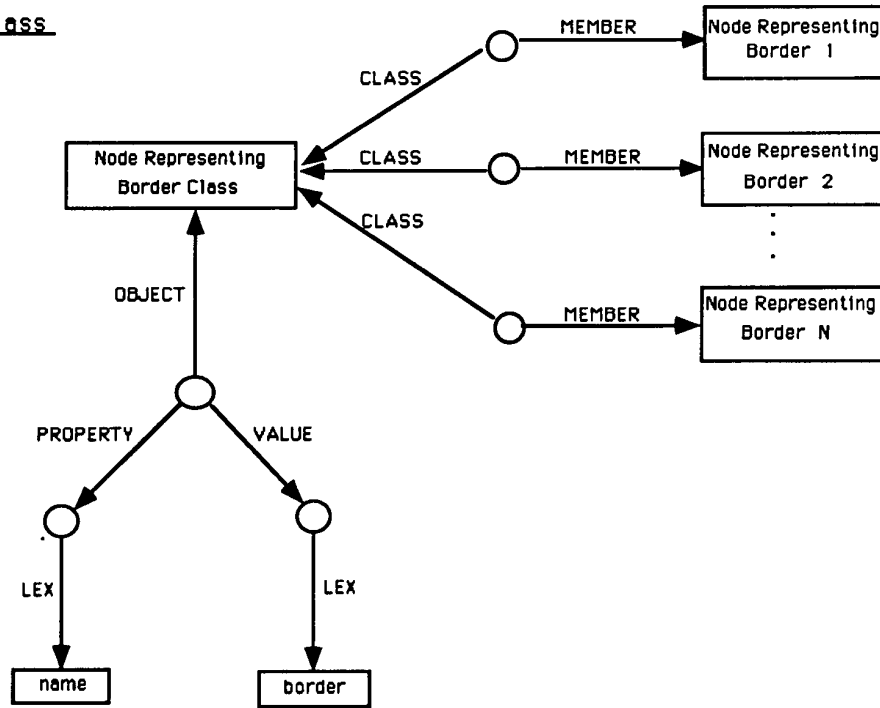 ass
MEMBER
Node Representing
Border 1
CLASS
Node Representing
Border Class
CLASS
MEMBER
Node Representing
Border 2
CLASS
OBJECT
MEMBER
Node Representing
Border N
PROPERTY
VALUE
LEX
LEX
name
border